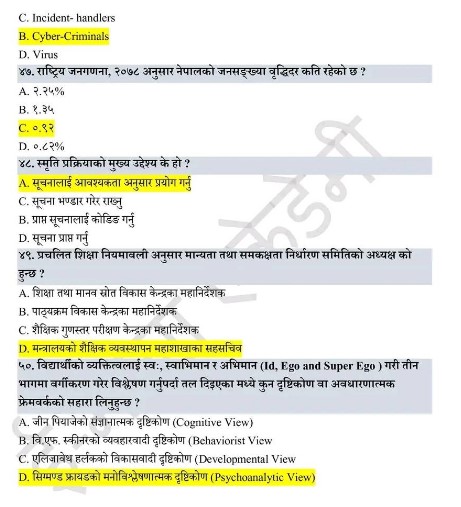 C. Incident- handlers
B. Cyber-Criminals
D. Virus
४७. राष्ट्रिय जनगणना, २०७८ अनुसार नेपालको जनसङ्ख्या वृद्धिदर कति रहेको छ ?
A. २.२५%
B. १.३५
C. ०.९२
D. ०.८२%
४८. स्मृति प्रक्रियाको मुख्य उद्देश्य के हो ?
A. सूचनालाई आवश्यकता अनुसार प्रयोग गर्नु
C. सूचना भण्डार गरेर राख्नु
B. प्राप्त सूचनालाई कोडिङ गर्नु
D. सूचना प्राप्त गर्नु
४९. प्रचलित शिक्षा नियमावली अनुसार मान्यता तथा समकक्षता निर्धारण समितिको अध्यक्ष को
हुन्छ ?
A. शिक्षा तथा मानव स्रोत विकास केन्द्रका महानिर्देशक
B. पाठ्यक्रम विकास केन्द्रका महानिर्देशक
C. शैक्षिक गुणस्तर परीक्षण केन्द्रका महानिर्देशक
D. मन्त्रालयको शैक्षिक व्यवस्थापन महाशाखाका सहसचिव
५०. विद्यार्थीको व्यक्तित्वलाई स्व:, स्वाभिमान र अभिमान (Id, Ego and Super Ego ) गरी तीन
भागमा वर्गीकरण गरेर विश्लेषण गर्नुपर्दा तल दिइएका मध्ये कुन दृष्टिकोण वा अवधारणात्मक
फ्रेमवर्कको सहारा लिनुहुन्छ ?
A. जीन पियाजेको संज्ञानात्मक दृष्टिकोण (Cognitive View)
B. वि.एफ. स्कीनरको व्यवहारवादी दृष्टिकोण (Behaviorist View
C. एलिजाबेथ हर्लकको विकासवादी दृष्टिकोण (Developmental View
D. सिग्मण्ड फ्रायडको मनोविश्लेषणात्मक दृष्टिकोण (Psychoanalytic View)